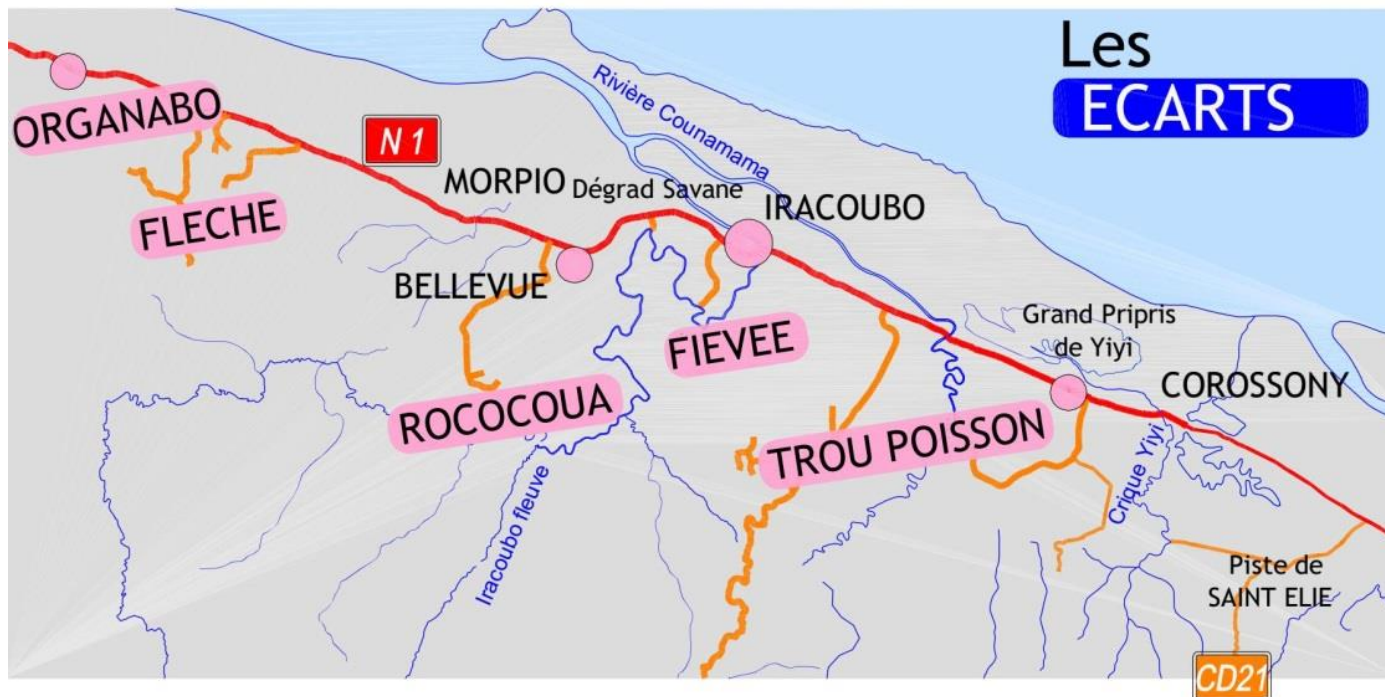 Les
ECARTS
ORGANABO
N 1
Rivière Counamama
MORPIO
Dégrad Savane
IRACOUBO
FLECHE
BELLEVUE
FIEVEE
Grand Pripris
de Yiyi
COROSSONY
ROCOCOUA
TROU POISSON
Crique Yiyi
Iracoubo fleuve
Piste de
SAINT ELIE
CD21